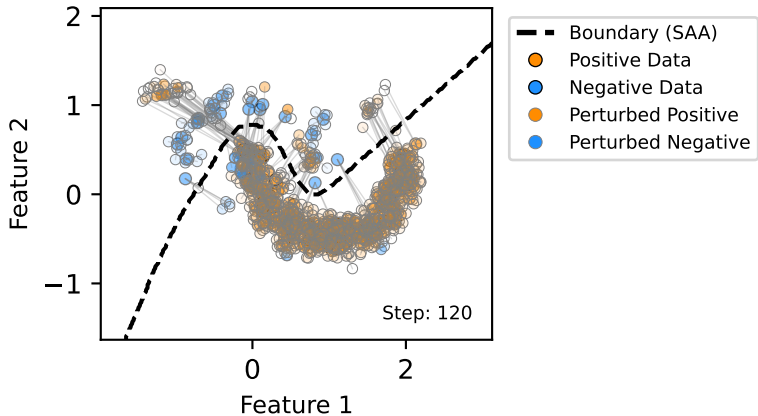 2
1
0
−1
Feature 2
0
2
Feature 1
Step: 120
Boundary (SAA)
Positive Data
Negative Data
Perturbed Positive
Perturbed Negative